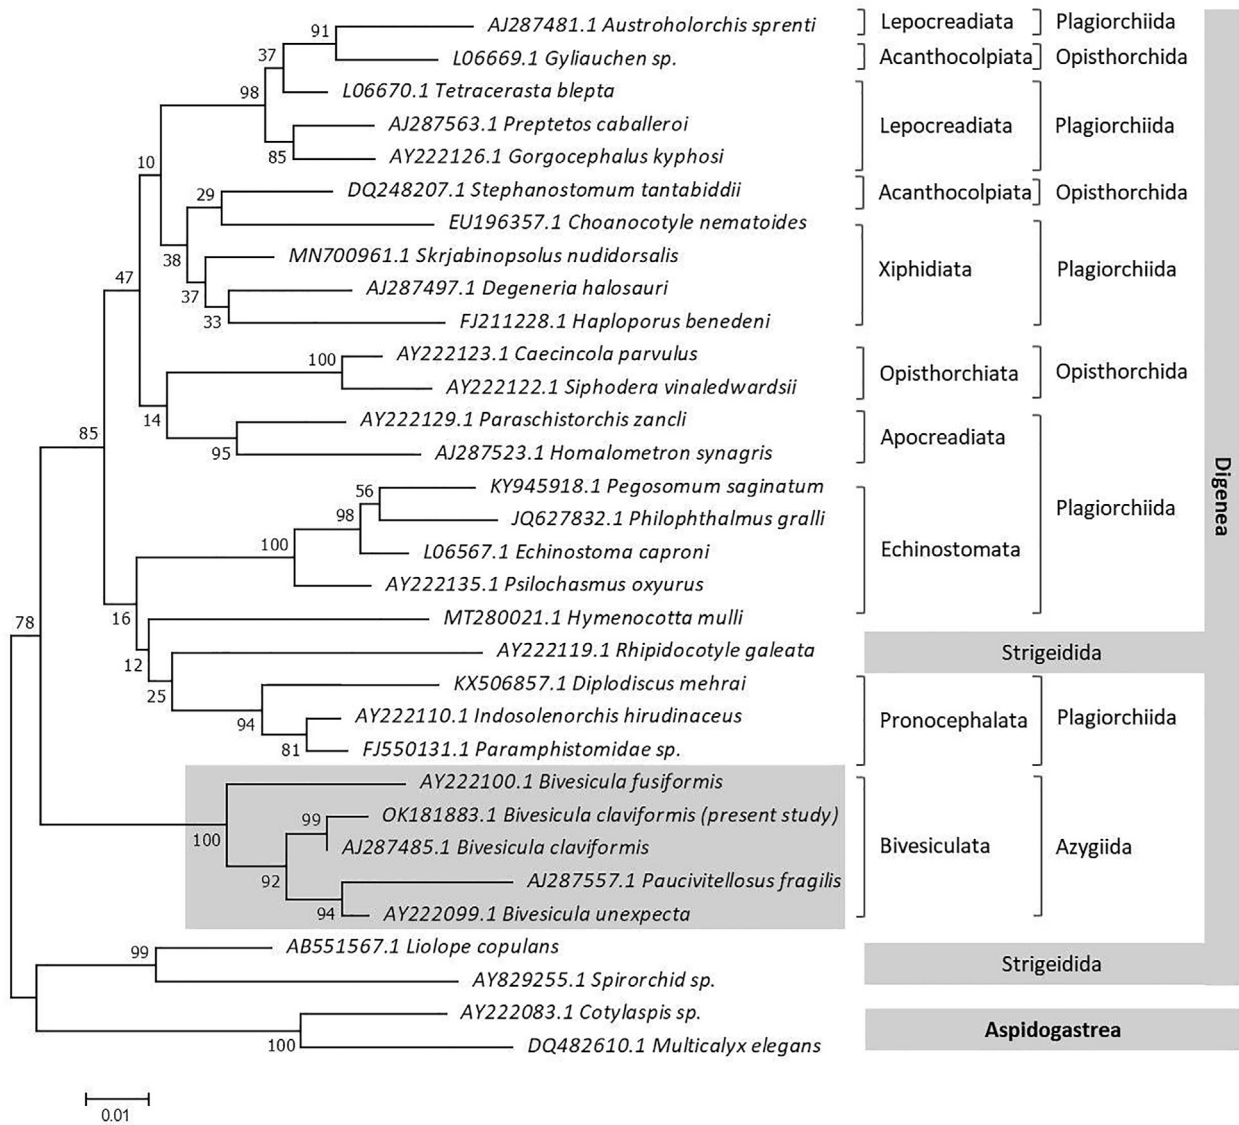 91
AJ287481.1 Austroholorchis sprenti
Lepocreadiata
Plagiorchiida
37
L06669.1 Gyliauchen sp.
Acanthocolpiata
Opisthorchida
98
L06670.1 Tetracerasta blepta
AJ287563.1 Preptetos caballeroi
Lepocreadiata
Plagiorchiida
85
AY222126.1 Gorgocephalus kyphosi
10
29
DQ248207.1 Stephanostomum tantabiddii
Acanthocolpiata
Opisthorchida
EU196357.1 Choanocotyle nematoides
38
MN700961.1 Skrjabinopsolus nudidorsalis
Xiphidiata
Plagiorchiida
47
37
AJ287497.1 Degeneria halosauri
33
FJ211228.1 Haploporus benedeni
100
AY222123.1 Caecincola parvulus
Opisthorchiata
Opisthorchida
AY222122.1 Siphodera vinaledwardsii
14
AY222129.1 Paraschistorchis zancli
85
Apocreadiata
95
AJ287523.1 Homalometron synagris
56
KY945918.1 Pegosomum saginatum
98
JQ627832.1 Philophthalmus gralli
Plagiorchiida
Digenea
100
L06567.1 Echinostoma caproni
Echinostomata
AY222135.1 Psilochasmus oxyurus
16
MT280021.1 Hymenocotta mulli
78
AY222119.1 Rhipidocotyle galeata
Strigeidida
12
25
KX506857.1 Diplodiscus mehrai
94
AY222110.1 Indosolenorchis hirudinaceus
Pronocephalata
Plagiorchiida
81
FJ550131.1 Paramphistomidae sp.
AY222100.1 Bivesicula fusiformis
99
OK181883.1 Bivesicula claviformis (present study)
100
AJ287485.1 Bivesicula claviformis
Bivesiculata
Azygiida
92
AJ287557.1 Paucivitellosus fragilis
94
AY222099.1 Bivesicula unexpecta
99
AB551567.1 Liolope copulans
Strigeidida
AY829255.1 Spirorchid sp.
AY222083.1 Cotylaspis sp.
Aspidogastrea
100
DQ482610.1 Multicalyx elegans
0.01